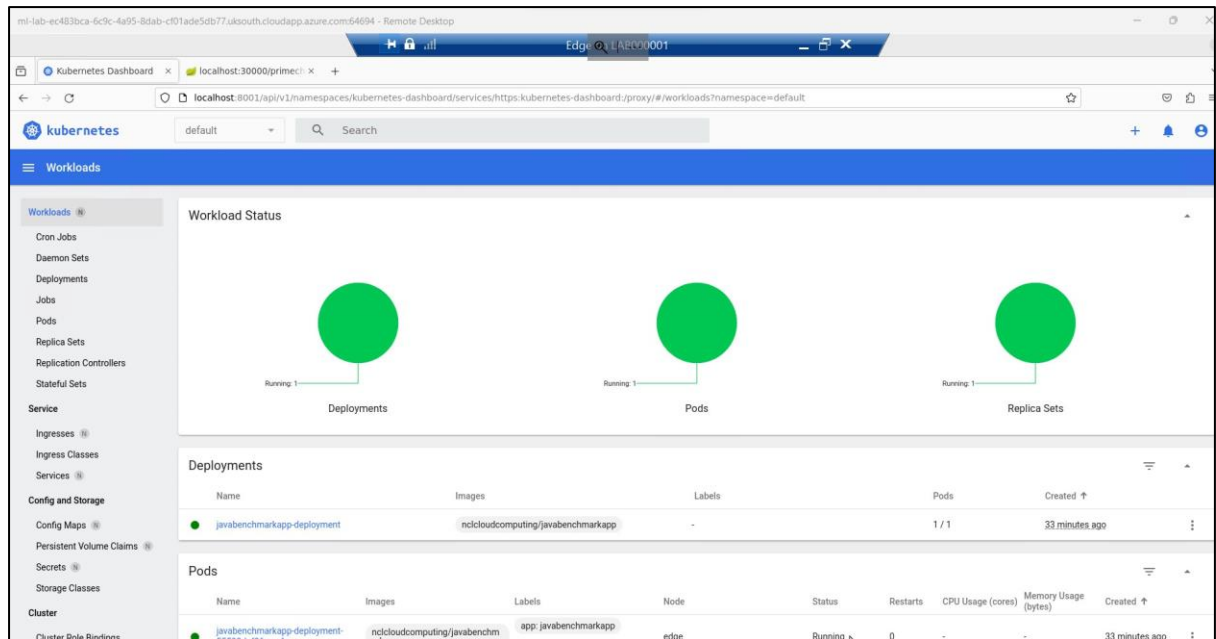 ml-lab-ec483bca-6c9c-4a95-8dab-cf01ade5db77.uksouth.cloudapp.azure.com:64694 - Remote Desktop
Kubernetes Dashboard
localhost:30000/primech
localhost:8001/api/v1/namespaces/kubernetes-dashboard/services/https:kubernetes-dashboard:/proxy/#/workloads?namespace=default
kubernetes
default
Search
Workloads
Workloads N
Cron Jobs
Daemon Sets
Deployments
Jobs
Pods
Replica Sets
Replication Controllers
Stateful Sets
Service
Ingresses N
Ingress Classes
Services N
Config and Storage
Config Maps N
Persistent Volume Claims N
Secrets N
Storage Classes
Cluster
Cluster Role Bindings
Workload Status
Running: 1
Running: 1
Running: 1
Deployments
Pods
Replica Sets
Deployments
Name Images Labels Pods Created
javabenchmarkapp-deployment nclcloudcomputing/javabenchmarkapp - 1 / 1 33 minutes ago
Pods
Name Images Labels Node Status Restarts CPU Usage (cores) Memory Usage (bytes) Created
javabenchmarkapp-deployment- nclcloudcomputing/javabenchm app: javabenchmarkapp edge Running 0 - - 33 minutes ago